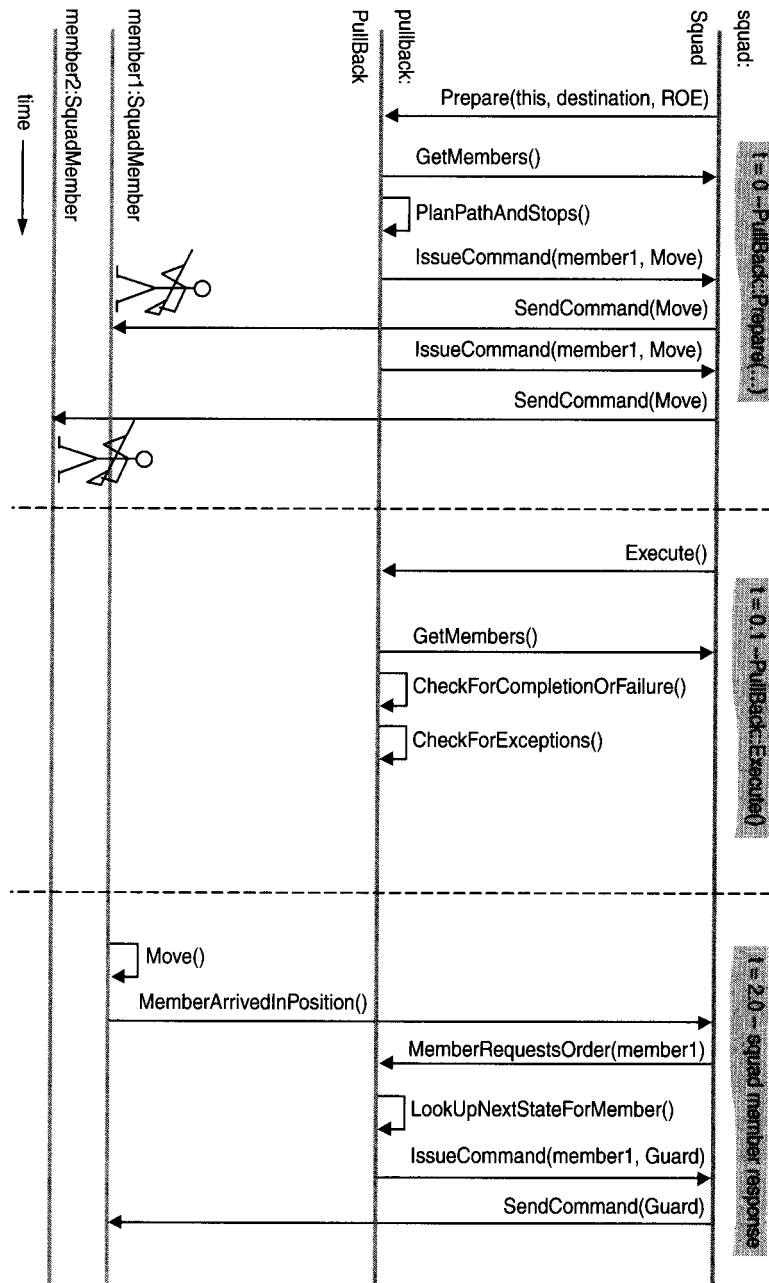 squad:
Squad
pullback:
PullBack
member1:SquadMember
member2:SquadMember
time
t = 0 –PullBack::Prepare(...)
Prepare(this, destination, ROE)
GetMembers()
PlanPathAndStops()
IssueCommand(member1, Move)
SendCommand(Move)
IssueCommand(member1, Move)
SendCommand(Move)
t = 0.1 –PullBack::Execute()
Execute()
GetMembers()
CheckForCompletionOrFailure()
CheckForExceptions()
t = 2.0 – squad member response
Move()
MemberArrivedInPosition()
MemberRequestsOrder(member1)
LookUpNextStateForMember()
IssueCommand(member1, Guard)
SendCommand(Guard)